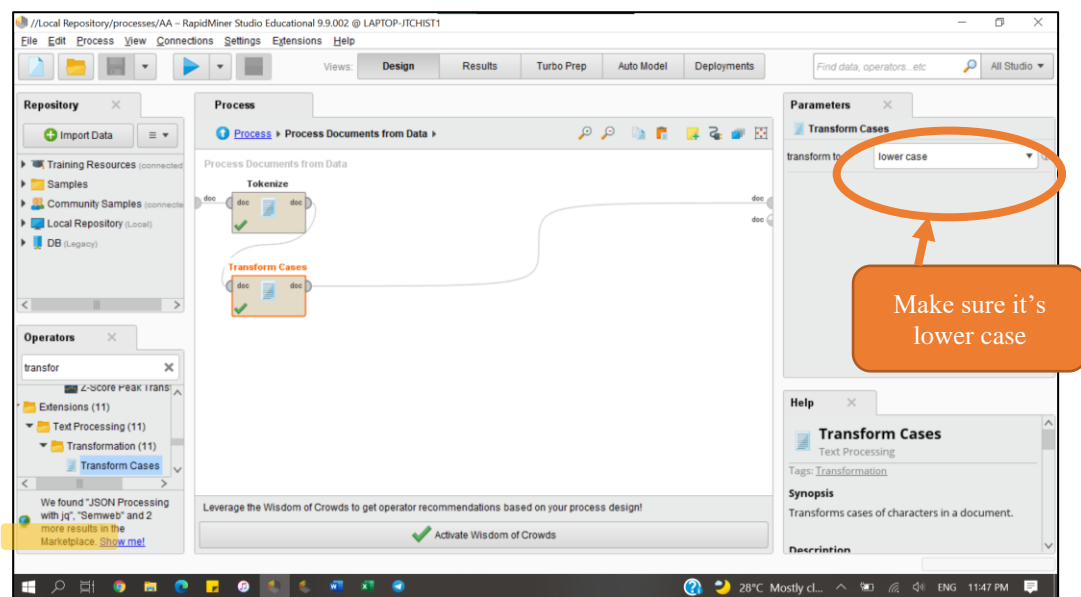 //Local Repository/processes/AA – RapidMiner Studio Educational 9.9.002 @ LAPTOP-JTCHIST1
File Edit Process View Connections Settings Extensions Help
Views: Design Results Turbo Prep Auto Model Deployments
Find data, operators...etc
All Studio
Repository
Import Data
Training Resources (connected
Samples
Community Samples (connecte
Local Repository (Local)
DB (Legacy)
Operators
transfor
Z-Score Peak Trans
Extensions (11)
Text Processing (11)
Transformation (11)
Transform Cases
We found "JSON Processing
with jq", "Semweb" and 2
more results in the
Marketplace. Show me!
Process
Process Process Documents from Data
Process Documents from Data
Tokenize
doc doc doc doc
doc
Transform Cases
doc doc
Leverage the Wisdom of Crowds to get operator recommendations based on your process design!
Activate Wisdom of Crowds
Parameters
Transform Cases
transform to lower case
Make sure it's
lower case
Help
Transform Cases
Text Processing
Tags: Transformation
Synopsis
Transforms cases of characters in a document.
Description
28°C Mostly cl... ENG 11:47 PM